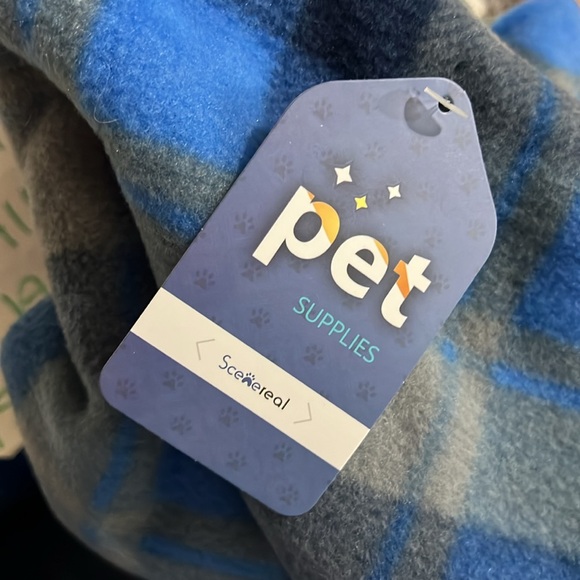 pet
SUPPLIES
< Scenereal >